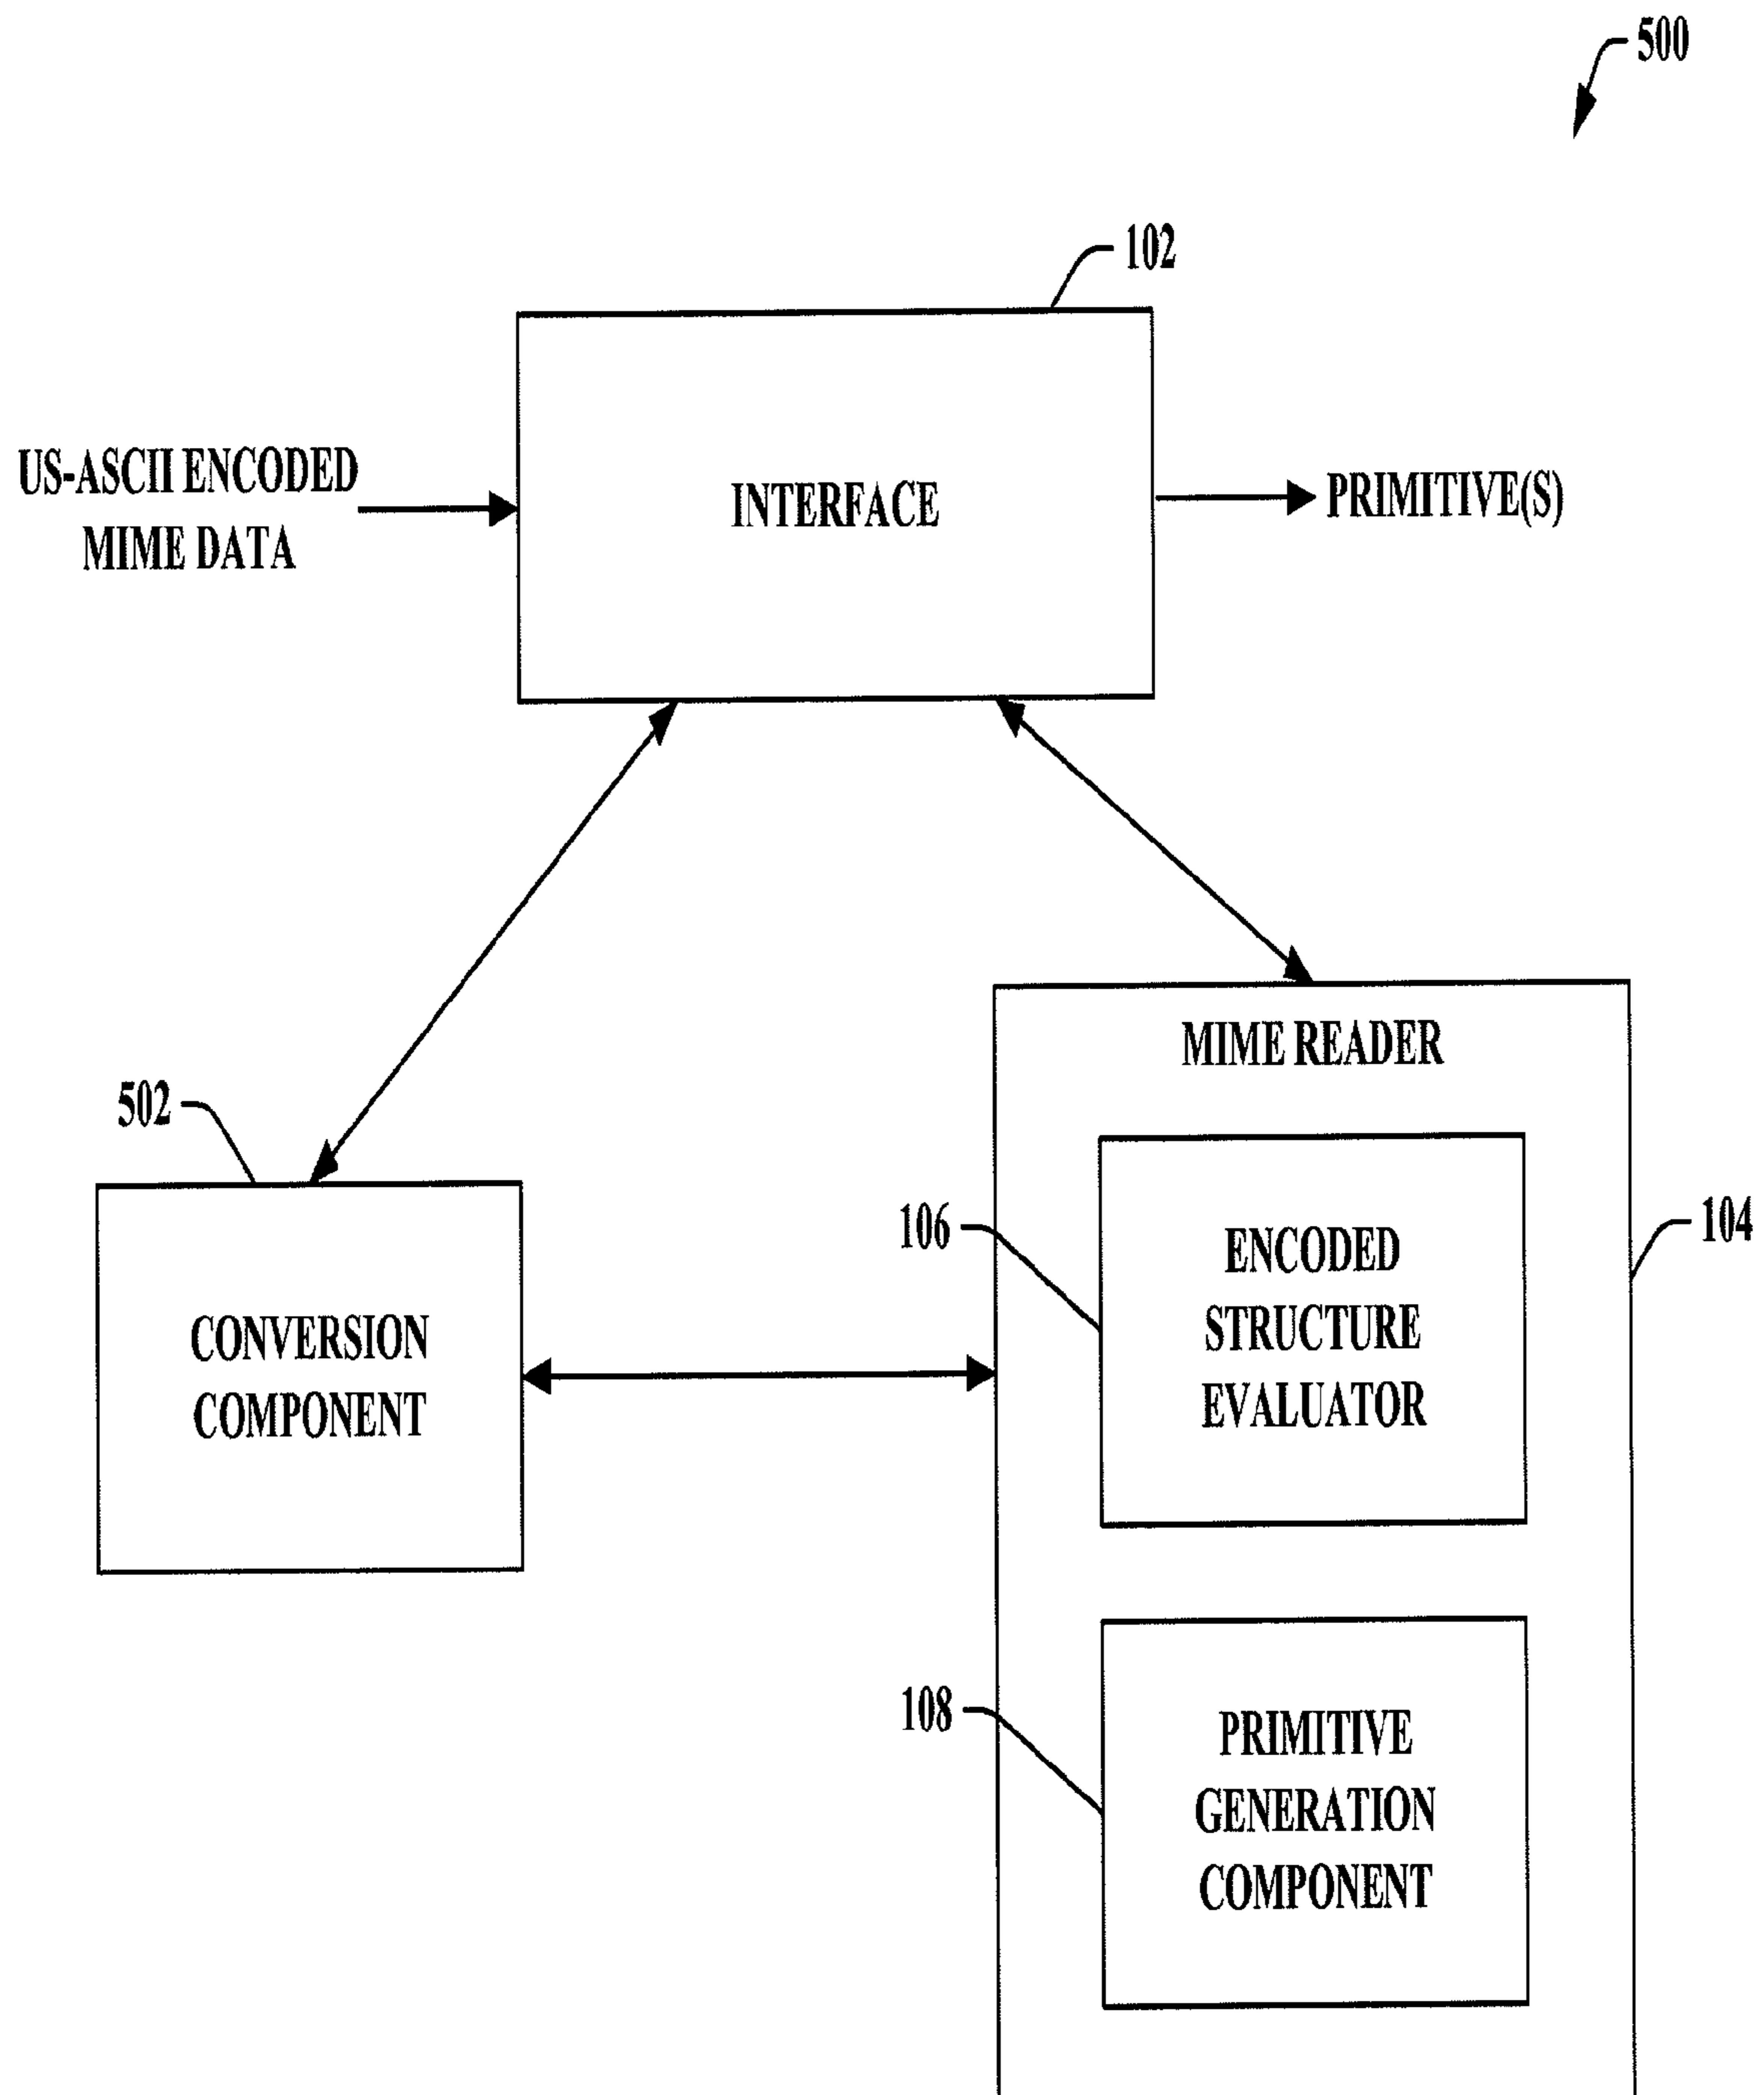 500
102
US-ASCII ENCODED
MIME DATA
INTERFACE
PRIMITIVE(S)
MIME READER
502
106
104
ENCODED
STRUCTURE
EVALUATOR
CONVERSION
COMPONENT
108
PRIMITIVE
GENERATION
COMPONENT